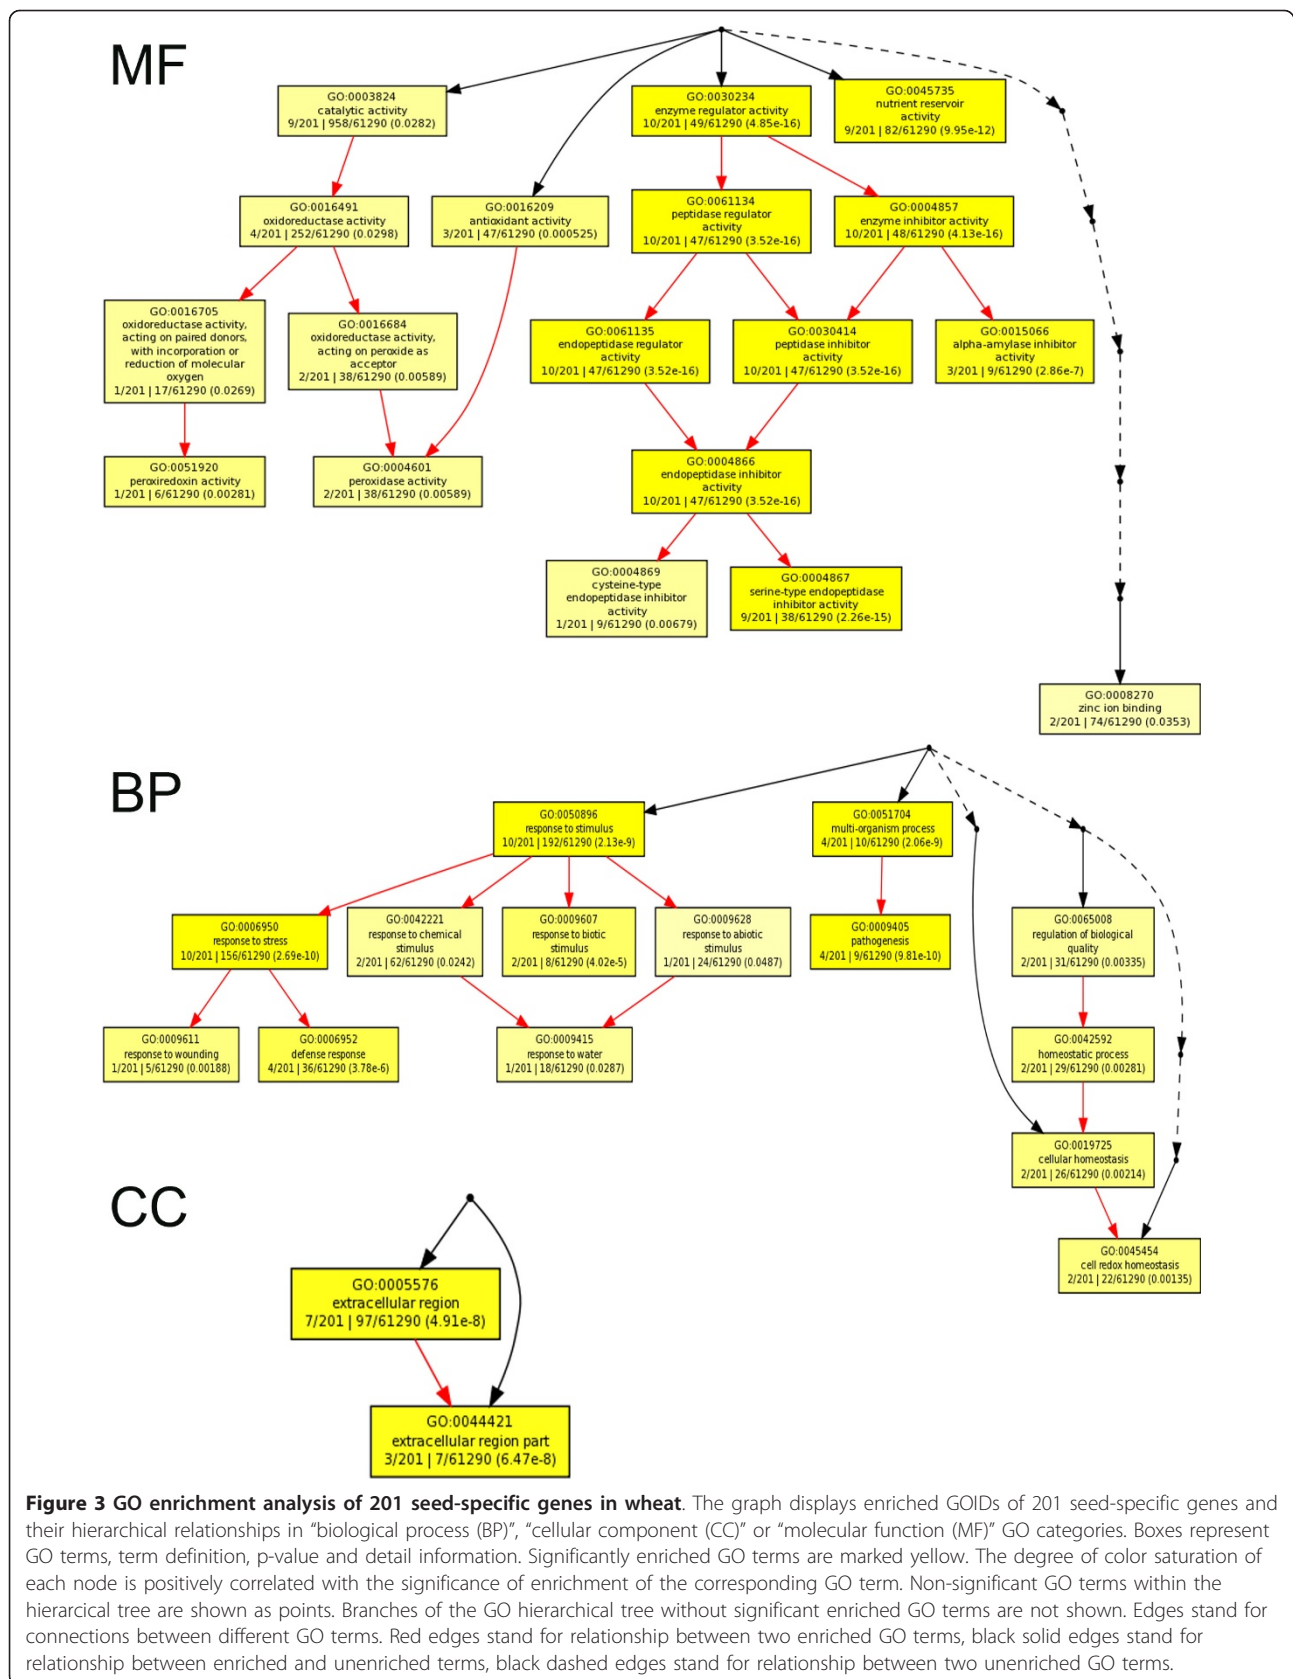 MF
GO:0003824
catalytic activity
9/201 | 958/61290 (0.0282)
GO:0030234
enzyme regulator activity
10/201 | 49/61290 (4.85e-16)
GO:0045735
nutrient reservoir
activity
9/201 | 82/61290 (9.95e-12)
GO:0016491
oxidoreductase activity
4/201 | 252/61290 (0.0298)
GO:0016209
antioxidant activity
3/201 | 47/61290 (0.000525)
GO:0061134
peptidase regulator
activity
10/201 | 47/61290 (3.52e-16)
GO:0004857
enzyme inhibitor activity
10/201 | 48/61290 (4.13e-16)
GO:0016705
oxidoreductase activity,
acting on paired donors,
with incorporation or
reduction of molecular
oxygen
1/201 | 17/61290 (0.0269)
GO:0016684
oxidoreductase activity,
acting on peroxide as
acceptor
2/201 | 38/61290 (0.00589)
GO:0061135
endopeptidase regulator
activity
10/201 | 47/61290 (3.52e-16)
GO:0030414
peptidase inhibitor
activity
10/201 | 47/61290 (3.52e-16)
GO:0015066
alpha-amylase inhibitor
activity
3/201 | 9/61290 (2.86e-7)
GO:0051920
peroxiredoxin activity
1/201 | 6/61290 (0.00281)
GO:0004601
peroxidase activity
2/201 | 38/61290 (0.00589)
GO:0004866
endopeptidase inhibitor
activity
10/201 | 47/61290 (3.52e-16)
GO:0004869
cysteine-type
endopeptidase inhibitor
activity
1/201 | 9/61290 (0.00679)
GO:0004867
serine-type endopeptidase
inhibitor activity
9/201 | 38/61290 (2.26e-15)
GO:0008270
zinc ion binding
2/201 | 74/61290 (0.0353)
BP
GO:0050896
response to stimulus
10/201 | 192/61290 (2.13e-9)
GO:0051704
multi-organism process
4/201 | 10/61290 (2.06e-9)
GO:0006950
response to stress
10/201 | 156/61290 (2.69e-10)
GO:0042221
response to chemical
stimulus
2/201 | 62/61290 (0.0242)
GO:0009607
response to biotic
stimulus
2/201 | 8/61290 (4.02e-5)
GO:0009628
response to abiotic
stimulus
1/201 | 24/61290 (0.0487)
GO:0009405
pathogenesis
4/201 | 9/61290 (9.81e-10)
GO:0065008
regulation of biological
quality
2/201 | 31/61290 (0.00335)
GO:0009611
response to wounding
1/201 | 5/61290 (0.00188)
GO:0006952
defense response
4/201 | 36/61290 (3.78e-6)
GO:0009415
response to water
1/201 | 18/61290 (0.0287)
GO:0042592
homeostatic process
2/201 | 29/61290 (0.00281)
GO:0019725
cellular homeostasis
2/201 | 26/61290 (0.00214)
GO:0045454
cell redox homeostasis
2/201 | 22/61290 (0.00135)
CC
GO:0005576
extracellular region
7/201 | 97/61290 (4.91e-8)
GO:0044421
extracellular region part
3/201 | 7/61290 (6.47e-8)
Figure 3 GO enrichment analysis of 201 seed-specific genes in wheat. The graph displays enriched GOIDs of 201 seed-specific genes and
their hierarchical relationships in “biological process (BP)”, “cellular component (CC)” or “molecular function (MF)” GO categories. Boxes represent
GO terms, term definition, p-value and detail information. Significantly enriched GO terms are marked yellow. The degree of color saturation of
each node is positively correlated with the significance of enrichment of the corresponding GO term. Non-significant GO terms within the
hierarcical tree are shown as points. Branches of the GO hierarchical tree without significant enriched GO terms are not shown. Edges stand for
connections between different GO terms. Red edges stand for relationship between two enriched GO terms, black solid edges stand for
relationship between enriched and unenriched terms, black dashed edges stand for relationship between two unenriched GO terms.